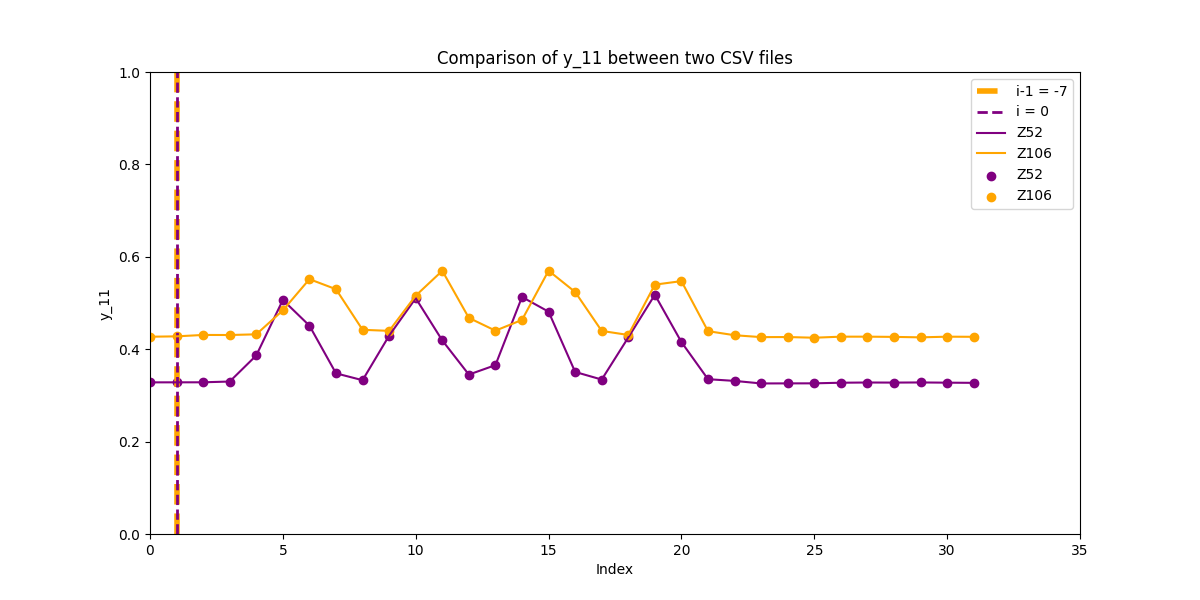 Comparison of y_11 between two CSV files
1.0
0.8
0.6
0.4
0.2
0.0
y_11
0 5 10 15 20 25 30 35
Index
i-1 = -7
i = 0
Z52
Z106
Z52
Z106